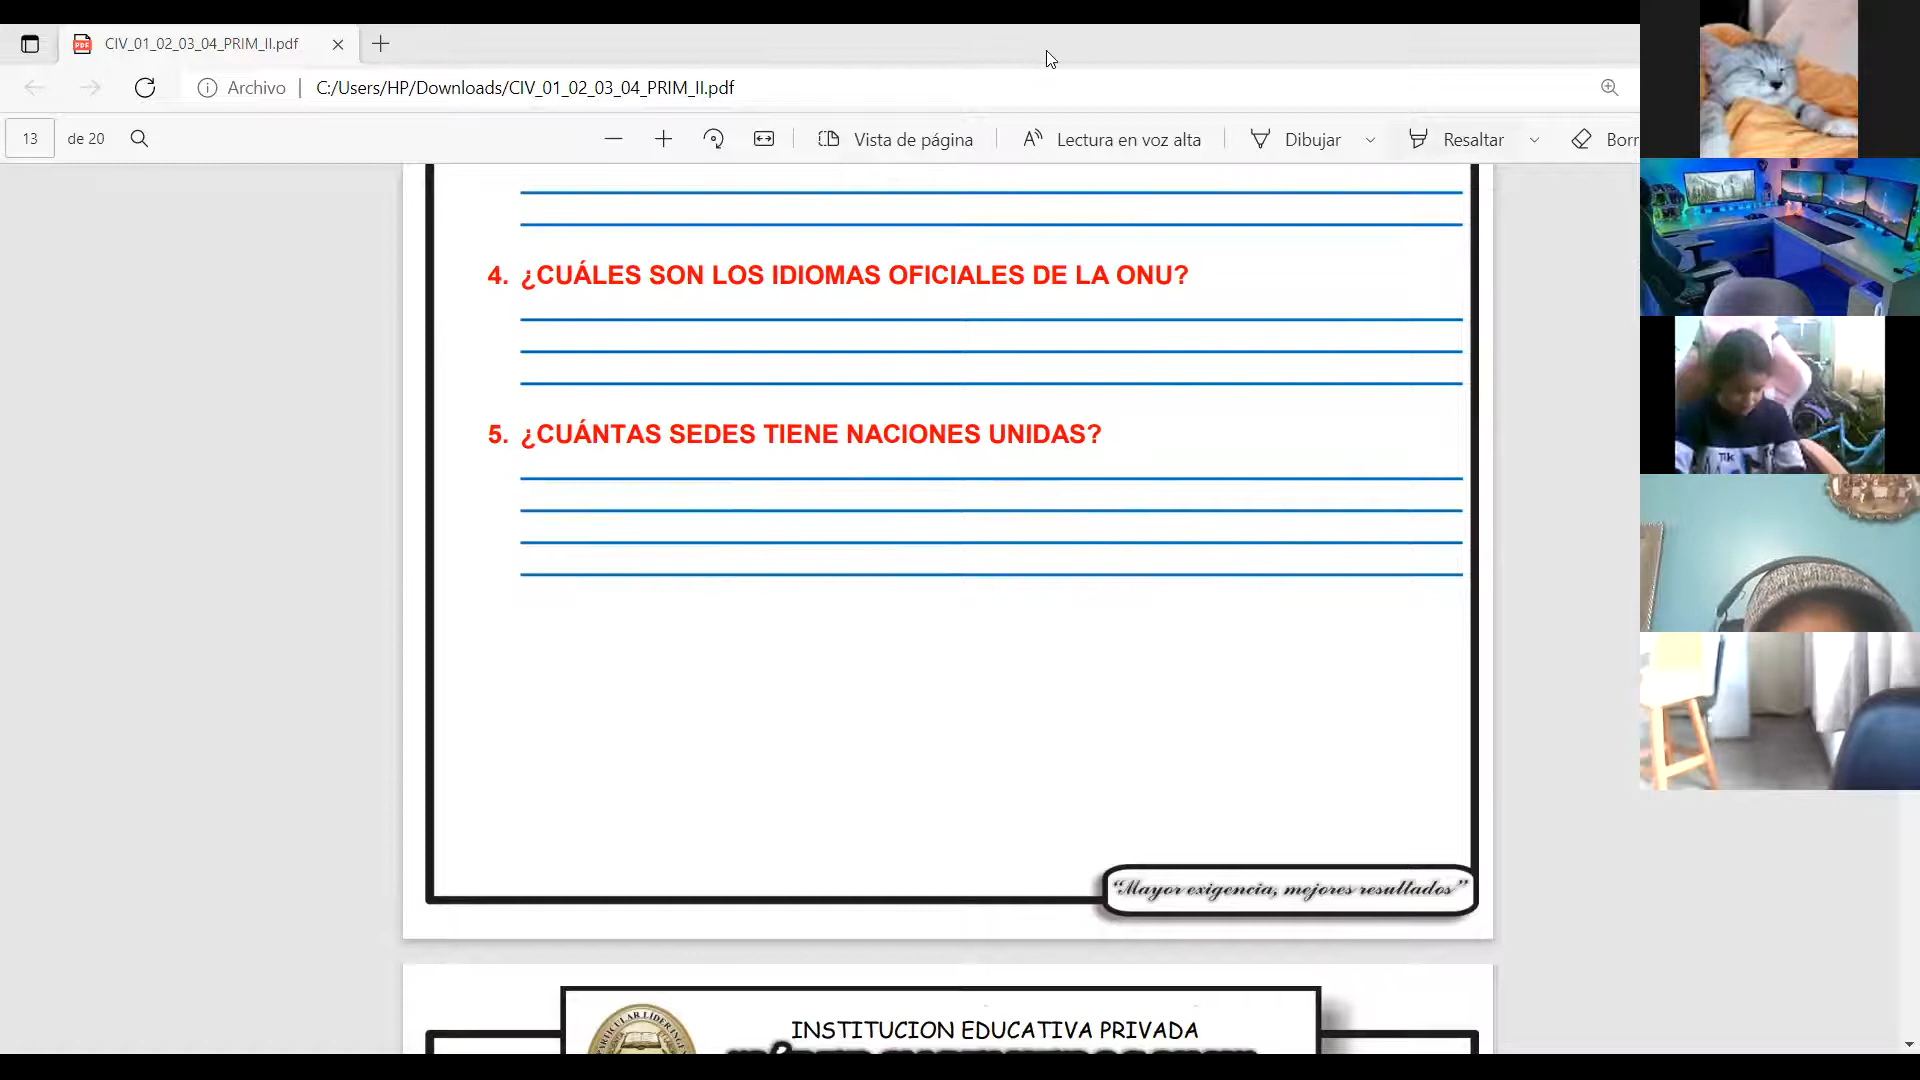 CIV_01_02_03_04_PRIM_II.pdf
Archivo | C:/Users/HP/Downloads/CIV_01_02_03_04_PRIM_II.pdf
13 de 20 Vista de página Lectura en voz alta Dibujar Resaltar Borr
4. ¿CUÁLES SON LOS IDIOMAS OFICIALES DE LA ONU?
5. ¿CUÁNTAS SEDES TIENE NACIONES UNIDAS?
"Mayor exigencia, mejores resultados"
INSTITUCION EDUCATIVA PRIVADA